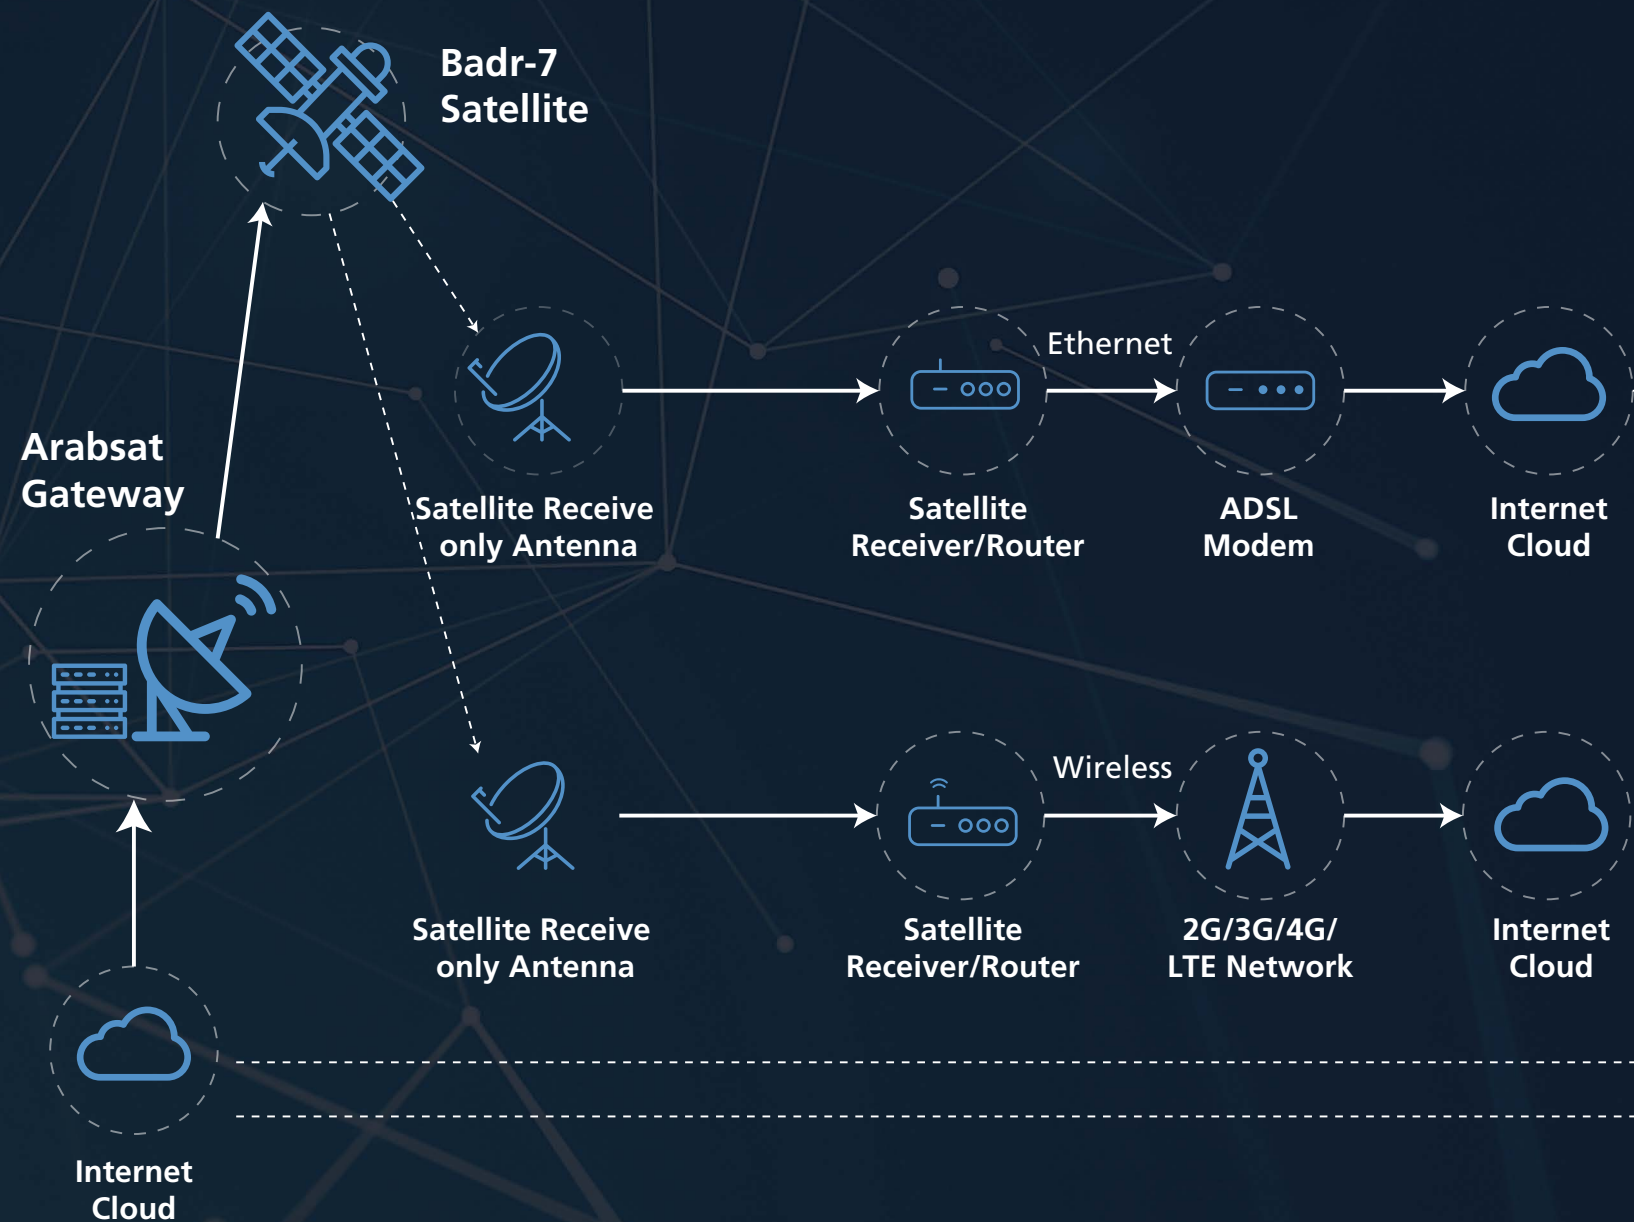 Badr-7
Satellite
Arabsat
Gateway
Satellite Receive
only Antenna
Satellite
Receiver/Router
Ethernet
ADSL
Modem
Internet
Cloud
Satellite Receive
only Antenna
Satellite
Receiver/Router
Wireless
2G/3G/4G/
LTE Network
Internet
Cloud
Internet
Cloud